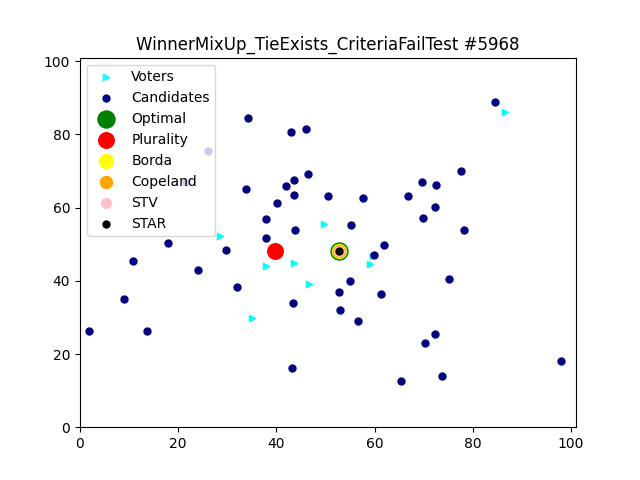 WinnerMixUp_TieExists_CriteriaFailTest #5968
100
80
60
40
20
0
Voters
Candidates
Optimal
Plurality
Borda
Copeland
STV
STAR
0 20 40 60 80 100